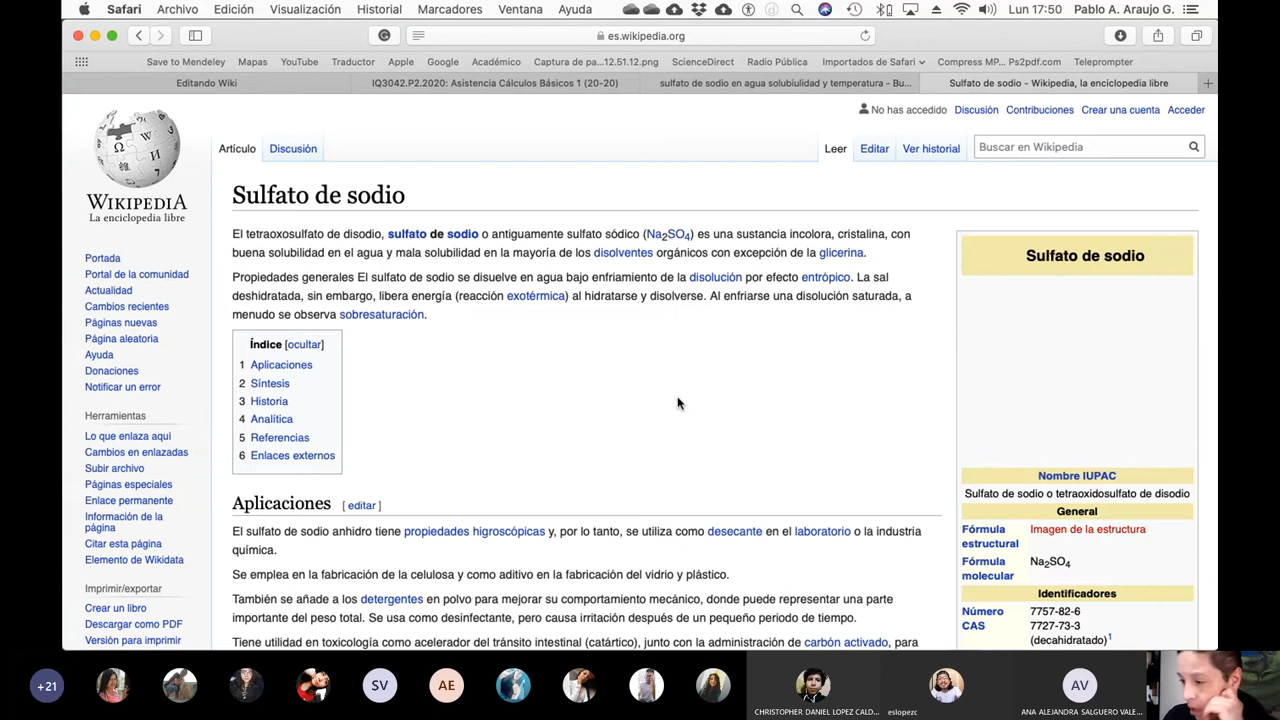 Safari Archivo Edición Visualización Historial Marcadores Ventana Ayuda Lun 17:50 Pablo A. Araujo G.
es.wikipedia.org
Save to Mendeley Mapas YouTube Traductor Apple Google Académico Captura de pa...12.51.12.png ScienceDirect Radio Pública Importados de Safari Compress MP... Ps2pdf.com Teleprompter
Editando Wiki IQ3042.P2.2020: Asistencia Cálculos Básicos 1 (20-20) sulfato de sodio en agua solubiulidad y temperatura - Bu... Sulfato de sodio - Wikipedia, la enciclopedia libre
No has accedido Discusión Contribuciones Crear una cuenta Acceder
Artículo Discusión Leer Editar Ver historial Buscar en Wikipedia
WIKIPEDIA
La enciclopedia libre
Portada
Portal de la comunidad
Actualidad
Cambios recientes
Páginas nuevas
Página aleatoria
Ayuda
Donaciones
Notificar un error
Herramientas
Lo que enlaza aquí
Cambios en enlazadas
Subir archivo
Páginas especiales
Enlace permanente
Información de la
página
Citar esta página
Elemento de Wikidata
Imprimir/exportar
Crear un libro
Descargar como PDF
Versión para imprimir
Sulfato de sodio
El tetraoxosulfato de disodio, sulfato de sodio o antiguamente sulfato sódico (Na2SO4) es una sustancia incolora, cristalina, con
buena solubilidad en el agua y mala solubilidad en la mayoría de los disolventes orgánicos con excepción de la glicerina.
Propiedades generales El sulfato de sodio se disuelve en agua bajo enfriamiento de la disolución por efecto entrópico. La sal
deshidratada, sin embargo, libera energía (reacción exotérmica) al hidratarse y disolverse. Al enfriarse una disolución saturada, a
menudo se observa sobresaturación.
Índice [ocultar]
1 Aplicaciones
2 Síntesis
3 Historia
4 Analítica
5 Referencias
6 Enlaces externos
Aplicaciones [ editar ]
El sulfato de sodio anhidro tiene propiedades higroscópicas y, por lo tanto, se utiliza como desecante en el laboratorio o la industria
química.
Se emplea en la fabricación de la celulosa y como aditivo en la fabricación del vidrio y plástico.
También se añade a los detergentes en polvo para mejorar su comportamiento mecánico, donde puede representar una parte
importante del peso total. Se usa como desinfectante, pero causa irritación después de un pequeño periodo de tiempo.
Tiene utilidad en toxicología como acelerador del tránsito intestinal (catártico), junto con la administración de carbón activado, para
Sulfato de sodio
Nombre IUPAC
Sulfato de sodio o tetraoxidosulfato de disodio
General
Fórmula estructural Imagen de la estructura
Fórmula molecular Na2SO4
Identificadores
Número CAS 7757-82-6
7727-73-3
(decahidratado)1
+21 SV AE AV
CHRISTOPHER DANIEL LOPEZ CALD... eslopezc ANA ALEJANDRA SALGUERO VALE...